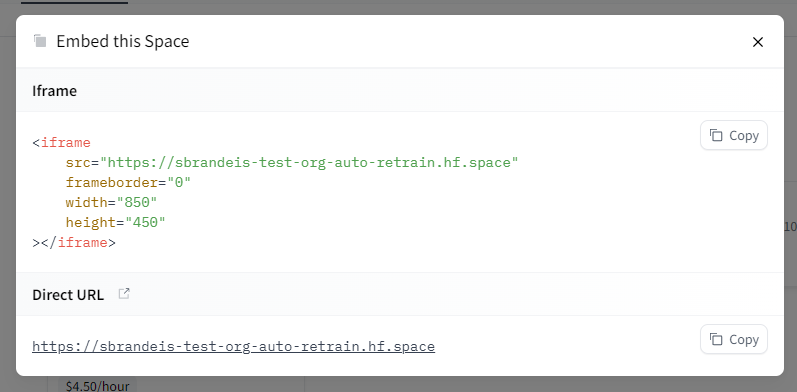 Embed this Space
Iframe
Copy
<iframe
    src="https://sbrandeis-test-org-auto-retrain.hf.space"
    frameborder="0"
    width="850"
    height="450"
></iframe>
Direct URL
Copy
https://sbrandeis-test-org-auto-retrain.hf.space
10
$4.50/hour